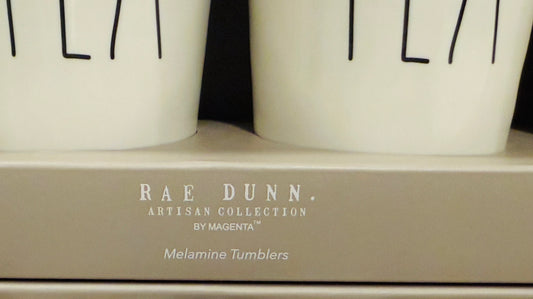 RAE DUNN.
ARTISAN COLLECTION
BY MAGENTA™
Melamine Tumblers